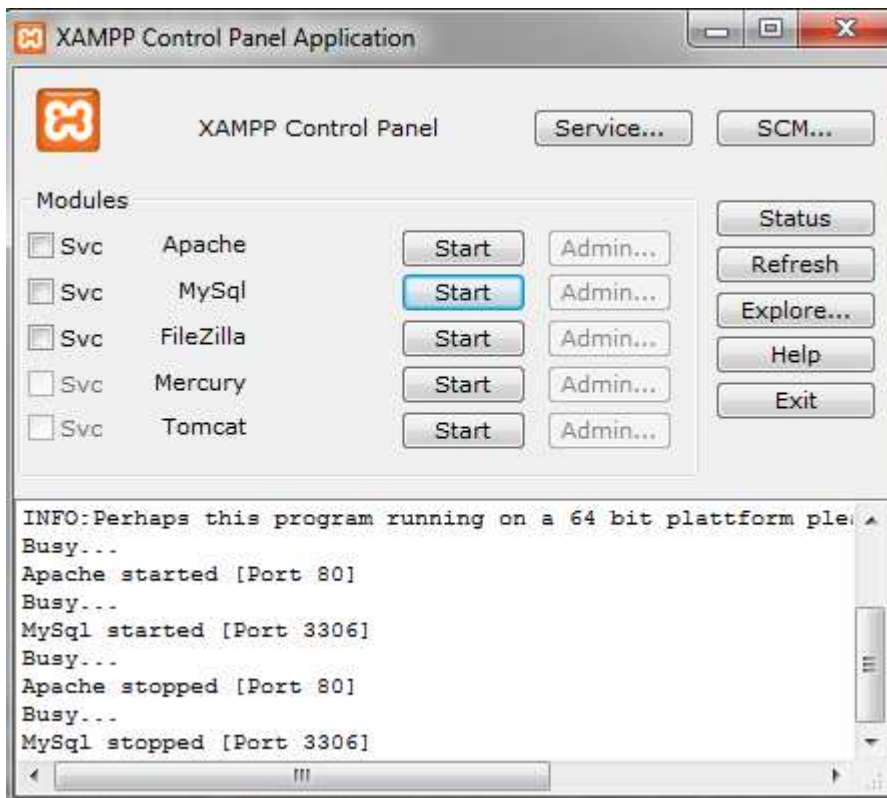 XAMPP Control Panel Application
XAMPP Control Panel Service... SCM...
Modules
Svc Apache Start Admin...
Svc MySql Start Admin...
Svc FileZilla Start Admin...
Svc Mercury Start Admin...
Svc Tomcat Start Admin...
Status
Refresh
Explore...
Help
Exit
INFO:Perhaps this program running on a 64 bit plattform
Busy...
Apache started [Port 80]
Busy...
MySql started [Port 3306]
Busy...
Apache stopped [Port 80]
Busy...
MySql stopped [Port 3306]